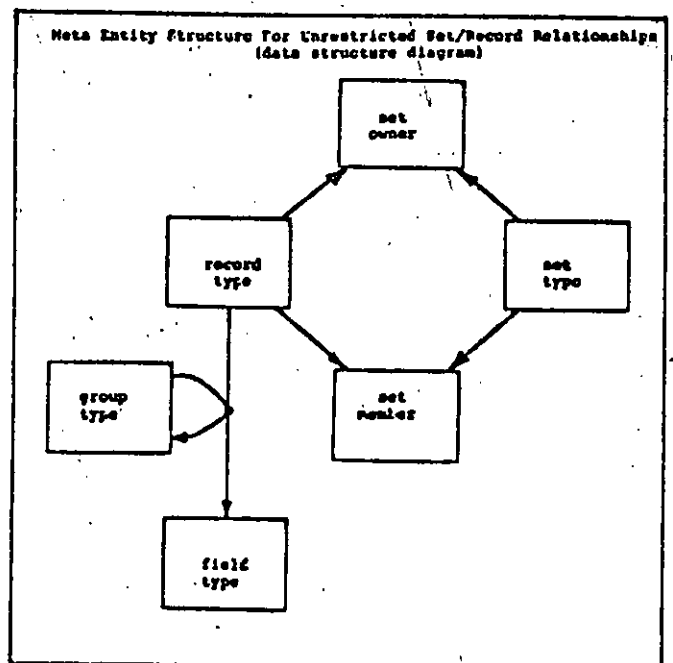 Meta Entity Structure for Unrestricted Set/Record Relationships
(data structure diagram)
set
owner
record
type
set
type
group
type
set
member
field
type